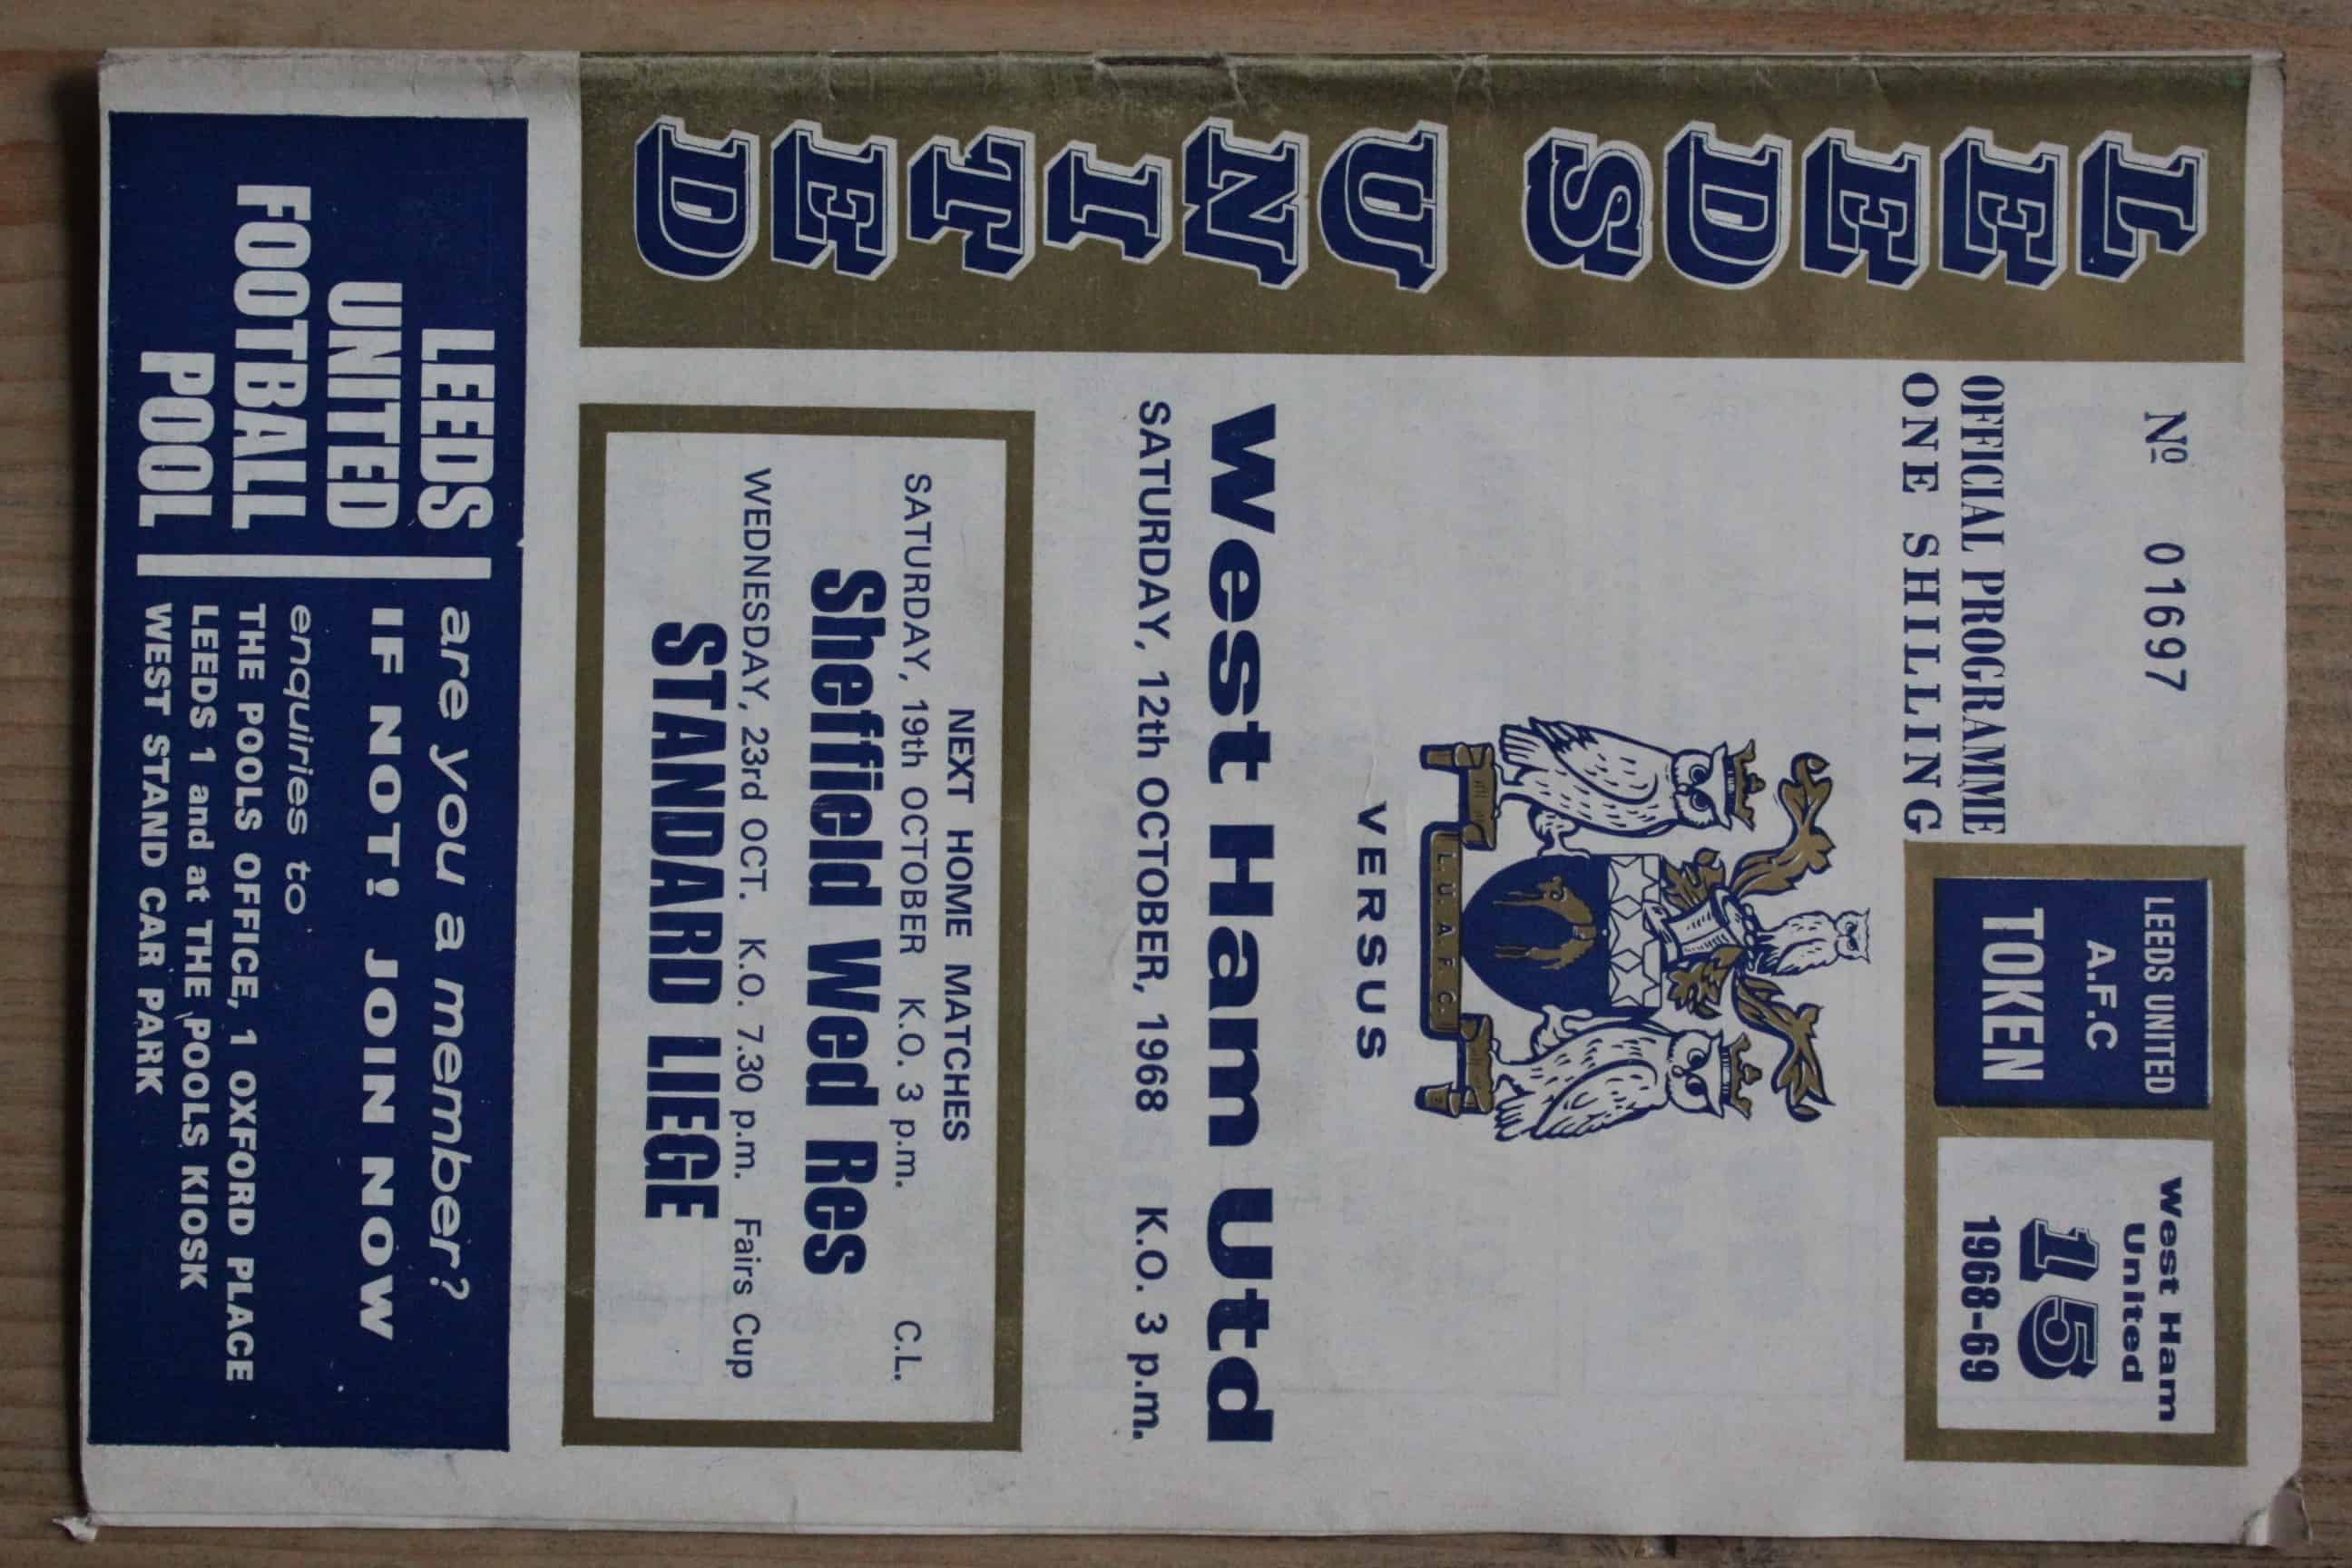 LEEDS UNITED
Nº 01697
OFFICIAL PROGRAMME
ONE SHILLING
LEEDS UNITED
A.F.C
TOKEN
West Ham
United
15
1968-69
L.U.A.F.C.
VERSUS
West Ham Utd
SATURDAY, 12th OCTOBER, 1968 K.O. 3 p.m.
NEXT HOME MATCHES
SATURDAY, 19th OCTOBER K.O. 3 p.m. C.L.
Sheffield Wed Res
WEDNESDAY, 23rd OCT. K.O. 7.30 p.m. Fairs Cup
STANDARD LIEGE
LEEDS
UNITED
FOOTBALL
POOL
are you a member?
IF NOT! JOIN NOW
enquiries to
THE POOLS OFFICE, 1 OXFORD PLACE
LEEDS 1 and at THE POOLS KIOSK
WEST STAND CAR PARK